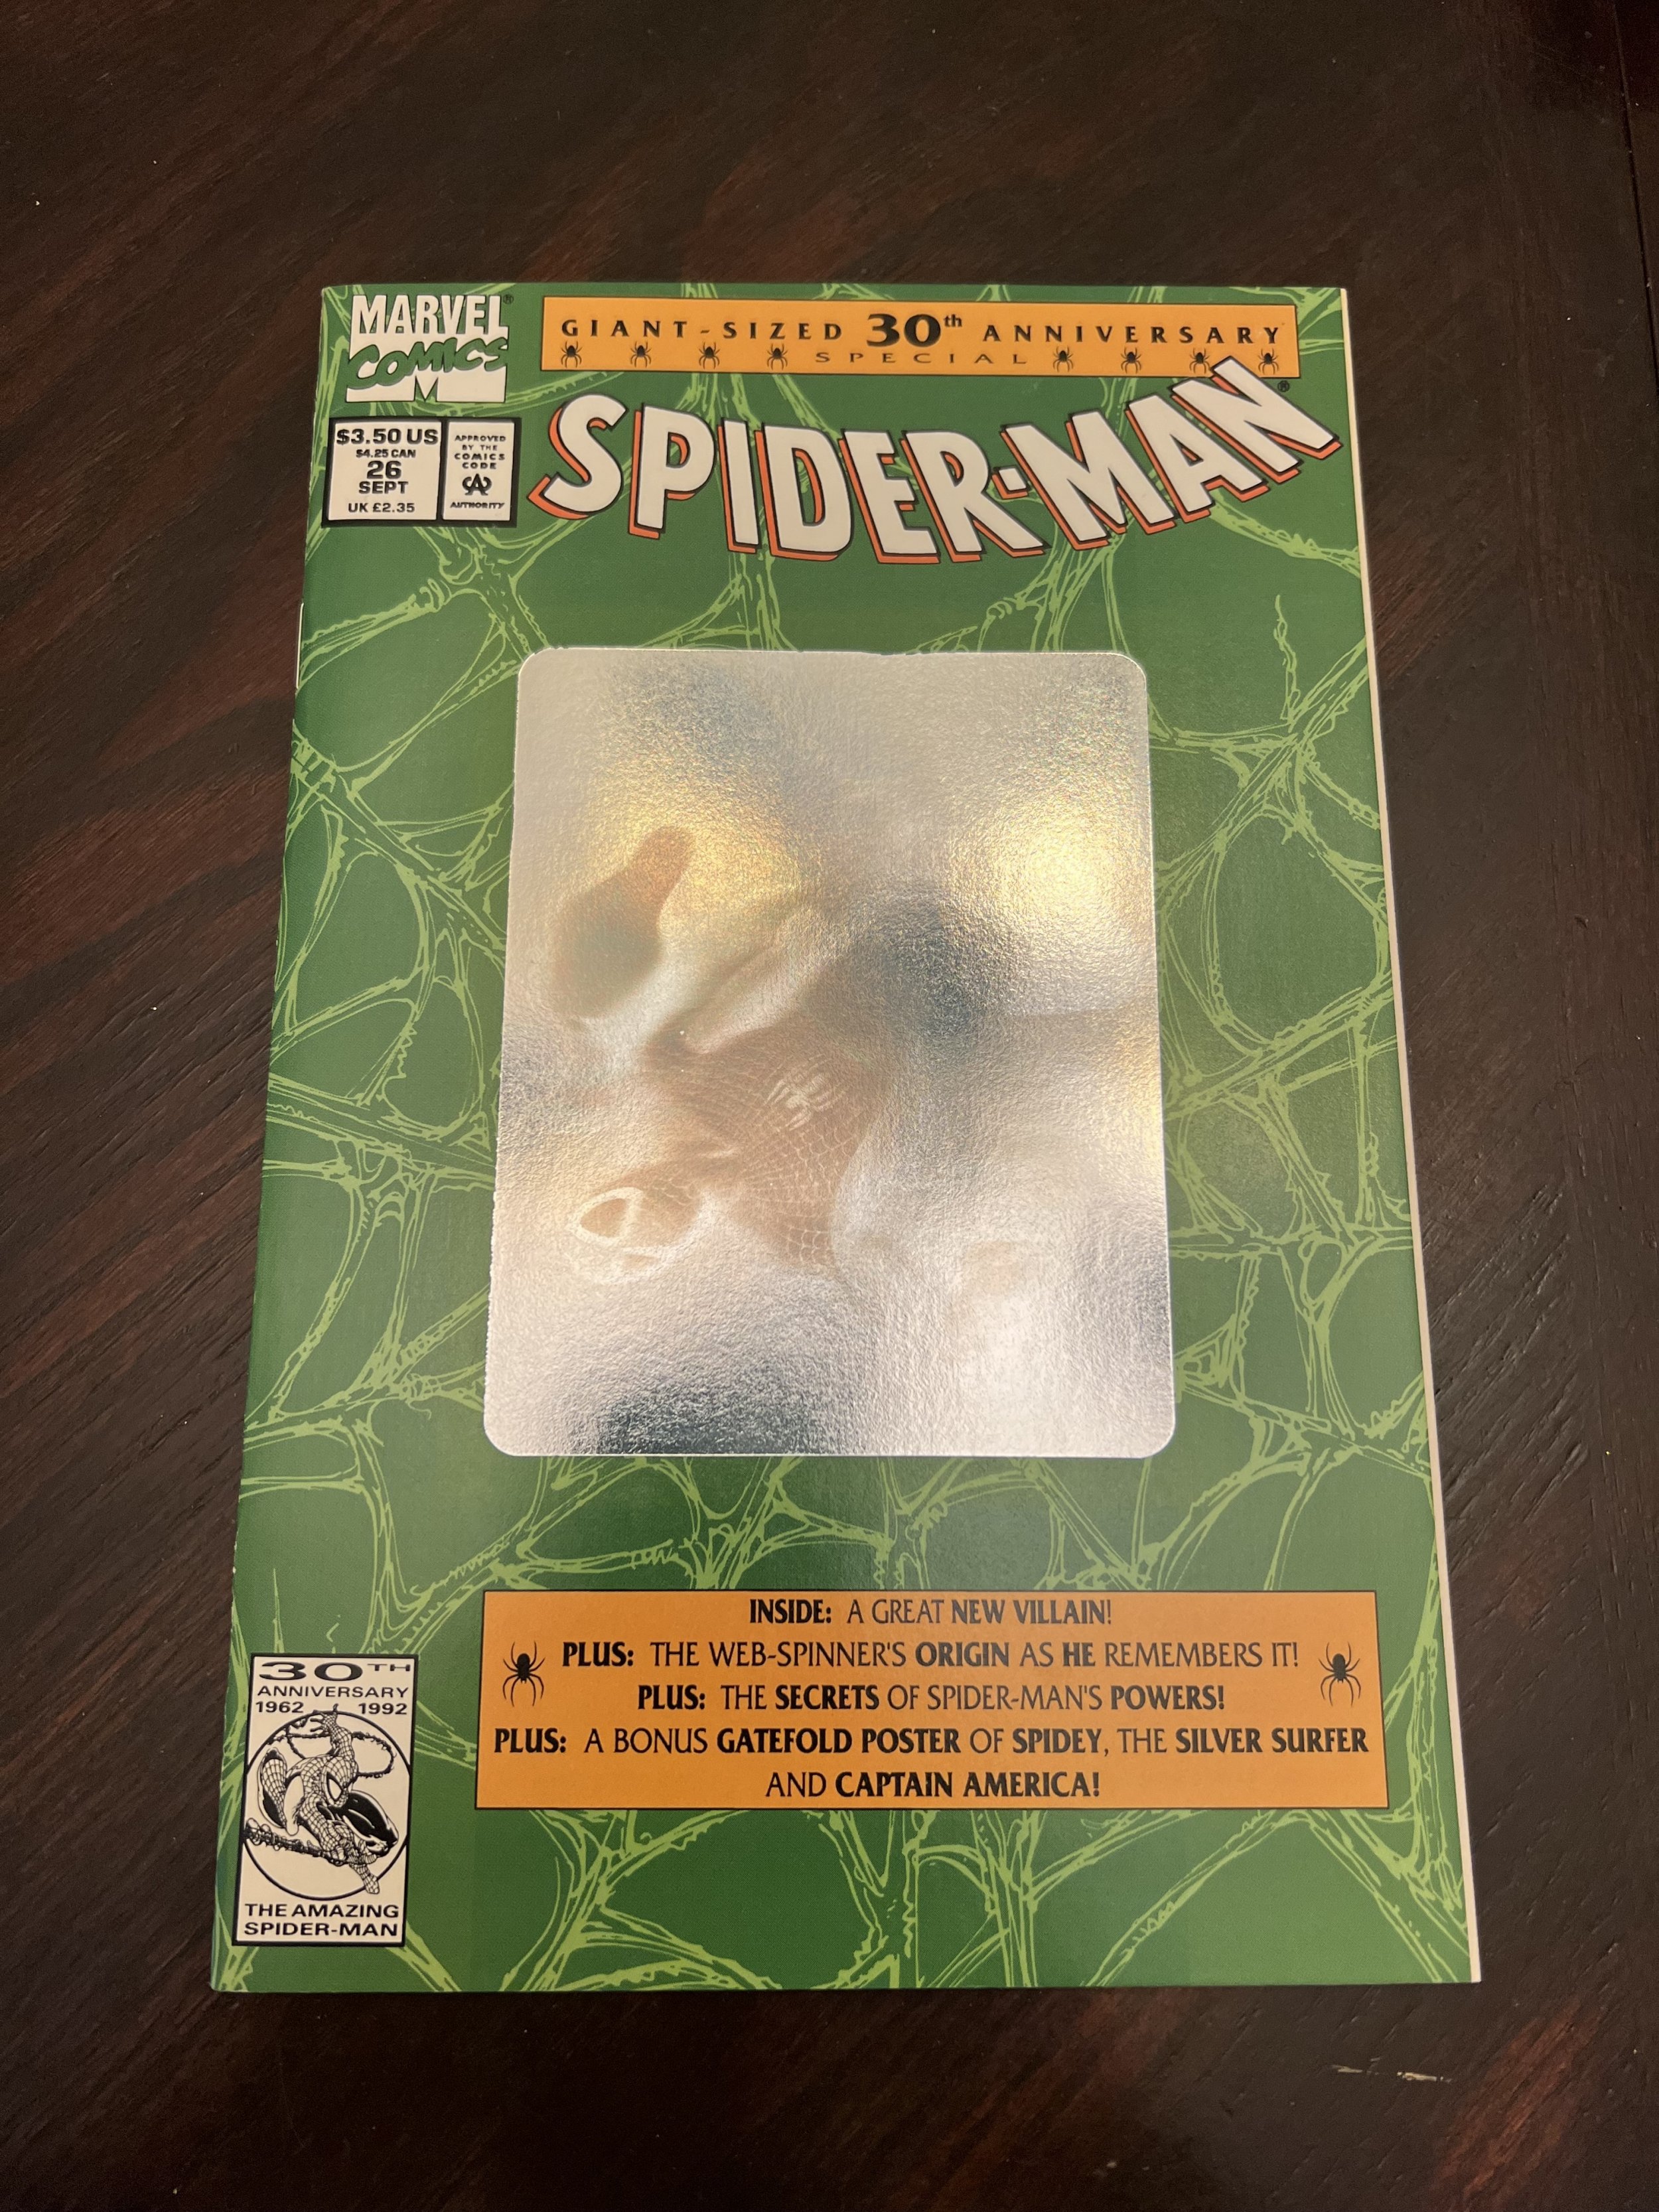 MARVEL®
COMICS
GIANT-SIZED 30th ANNIVERSARY
SPECIAL
SPIDER-MAN®
$3.50 US
$4.25 CAN
26
SEPT
UK £2.35
APPROVED
BY THE
COMICS
CODE
CA
AUTHORITY
INSIDE: A GREAT NEW VILLAIN!
PLUS: THE WEB-SPINNER'S ORIGIN AS HE REMEMBERS IT!
PLUS: THE SECRETS OF SPIDER-MAN'S POWERS!
PLUS: A BONUS GATEFOLD POSTER OF SPIDEY, THE SILVER SURFER
AND CAPTAIN AMERICA!
30TH
ANNIVERSARY
1962 1992
THE AMAZING
SPIDER-MAN